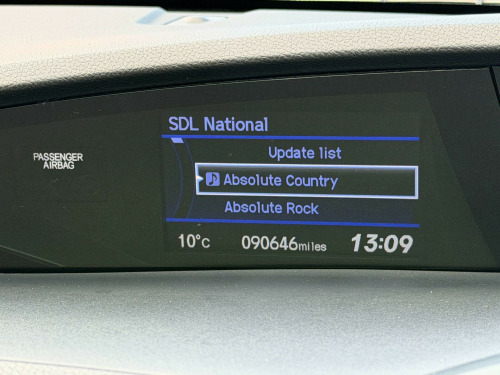 SDL National
Update list
PASSENGER
AIRBAG
Absolute Country
Absolute Rock
10°C 090646miles 13:09